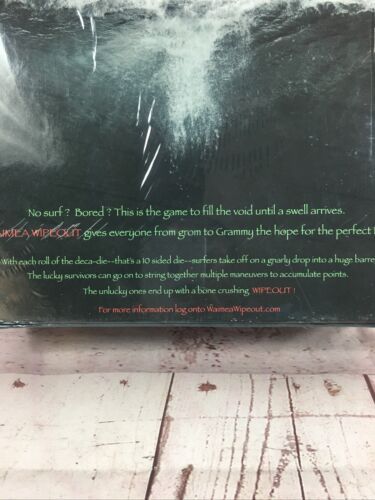 No surf ? Bored ? This is the game to fill the void until a swell arrives.
WIPEOUT gives everyone from grom to Grammy the hope for the perfect
With each roll of the deca-die--that's a 10 sided die--surfers take off on a gnarly drop into a huge barre
The lucky survivors can go on to string together multiple maneuvers to accumulate points.
The unlucky ones end up with a bone crushing WIPEOUT !
For more information log onto WaimeaWipeout.com